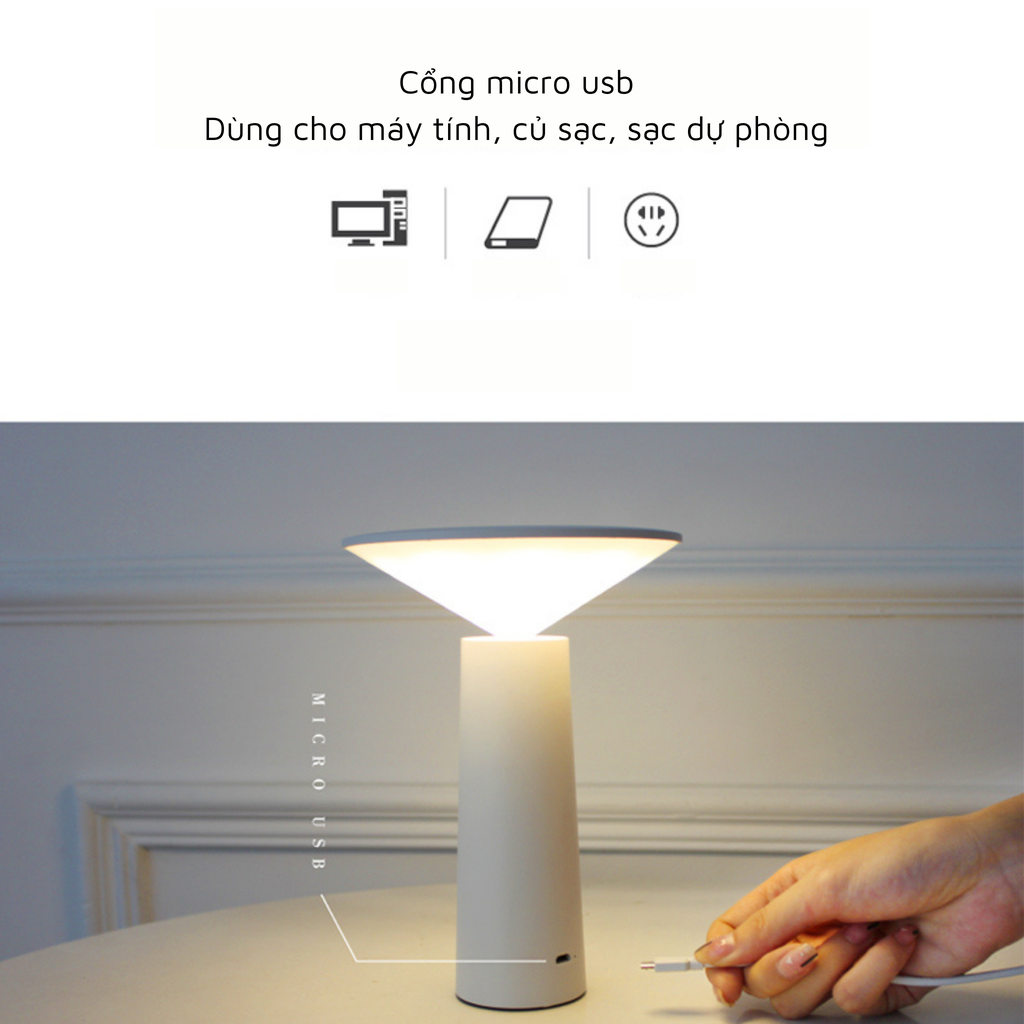 Cổng micro usb
Dùng cho máy tính, củ sạc, sạc dự phòng
MICRO USB